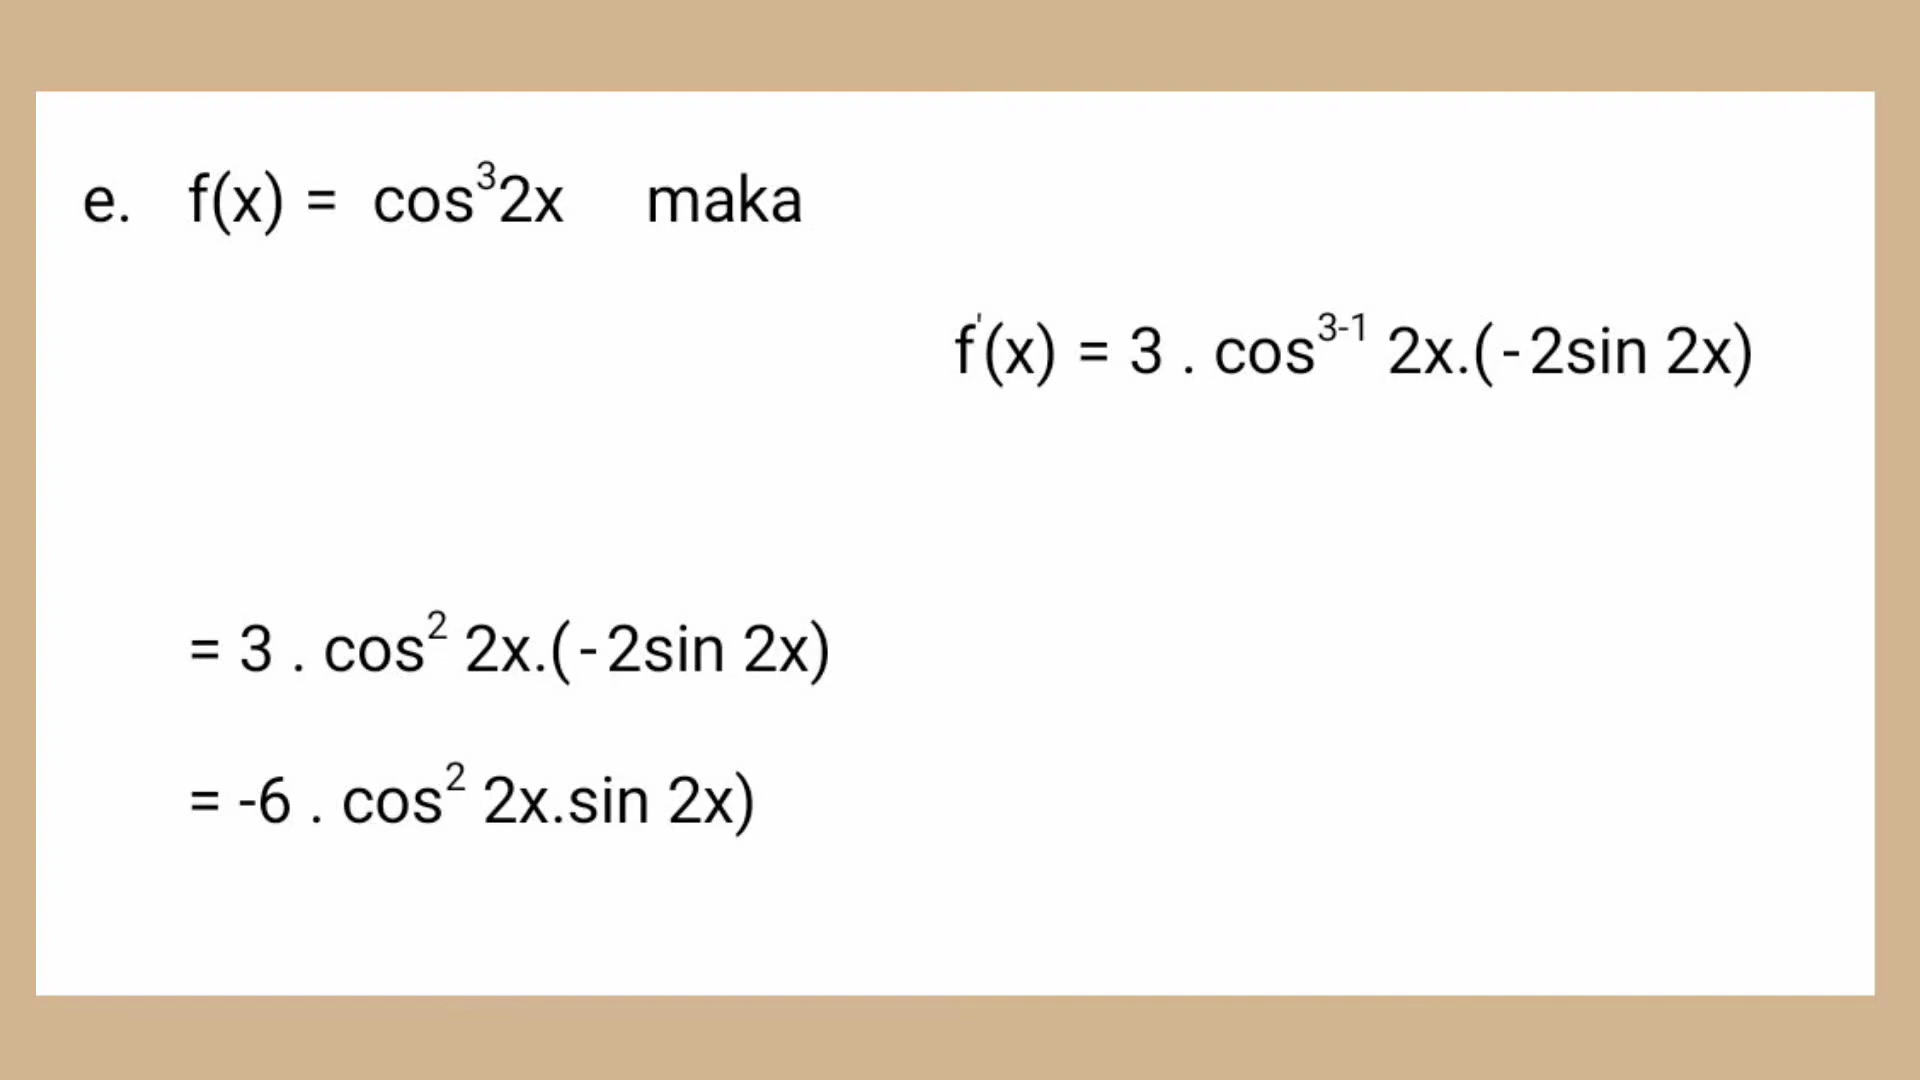 e. f(x) = cos³2x maka
f'(x) = 3 . cos³⁻¹ 2x.(-2sin 2x)
= 3 . cos² 2x.(-2sin 2x)
= -6 . cos² 2x.sin 2x)